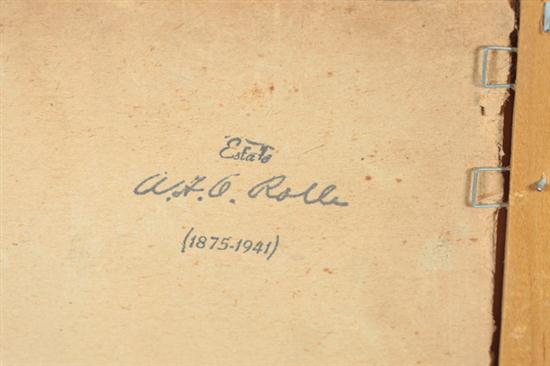 Estate
A.F.O. Rolle
(1875-1941)